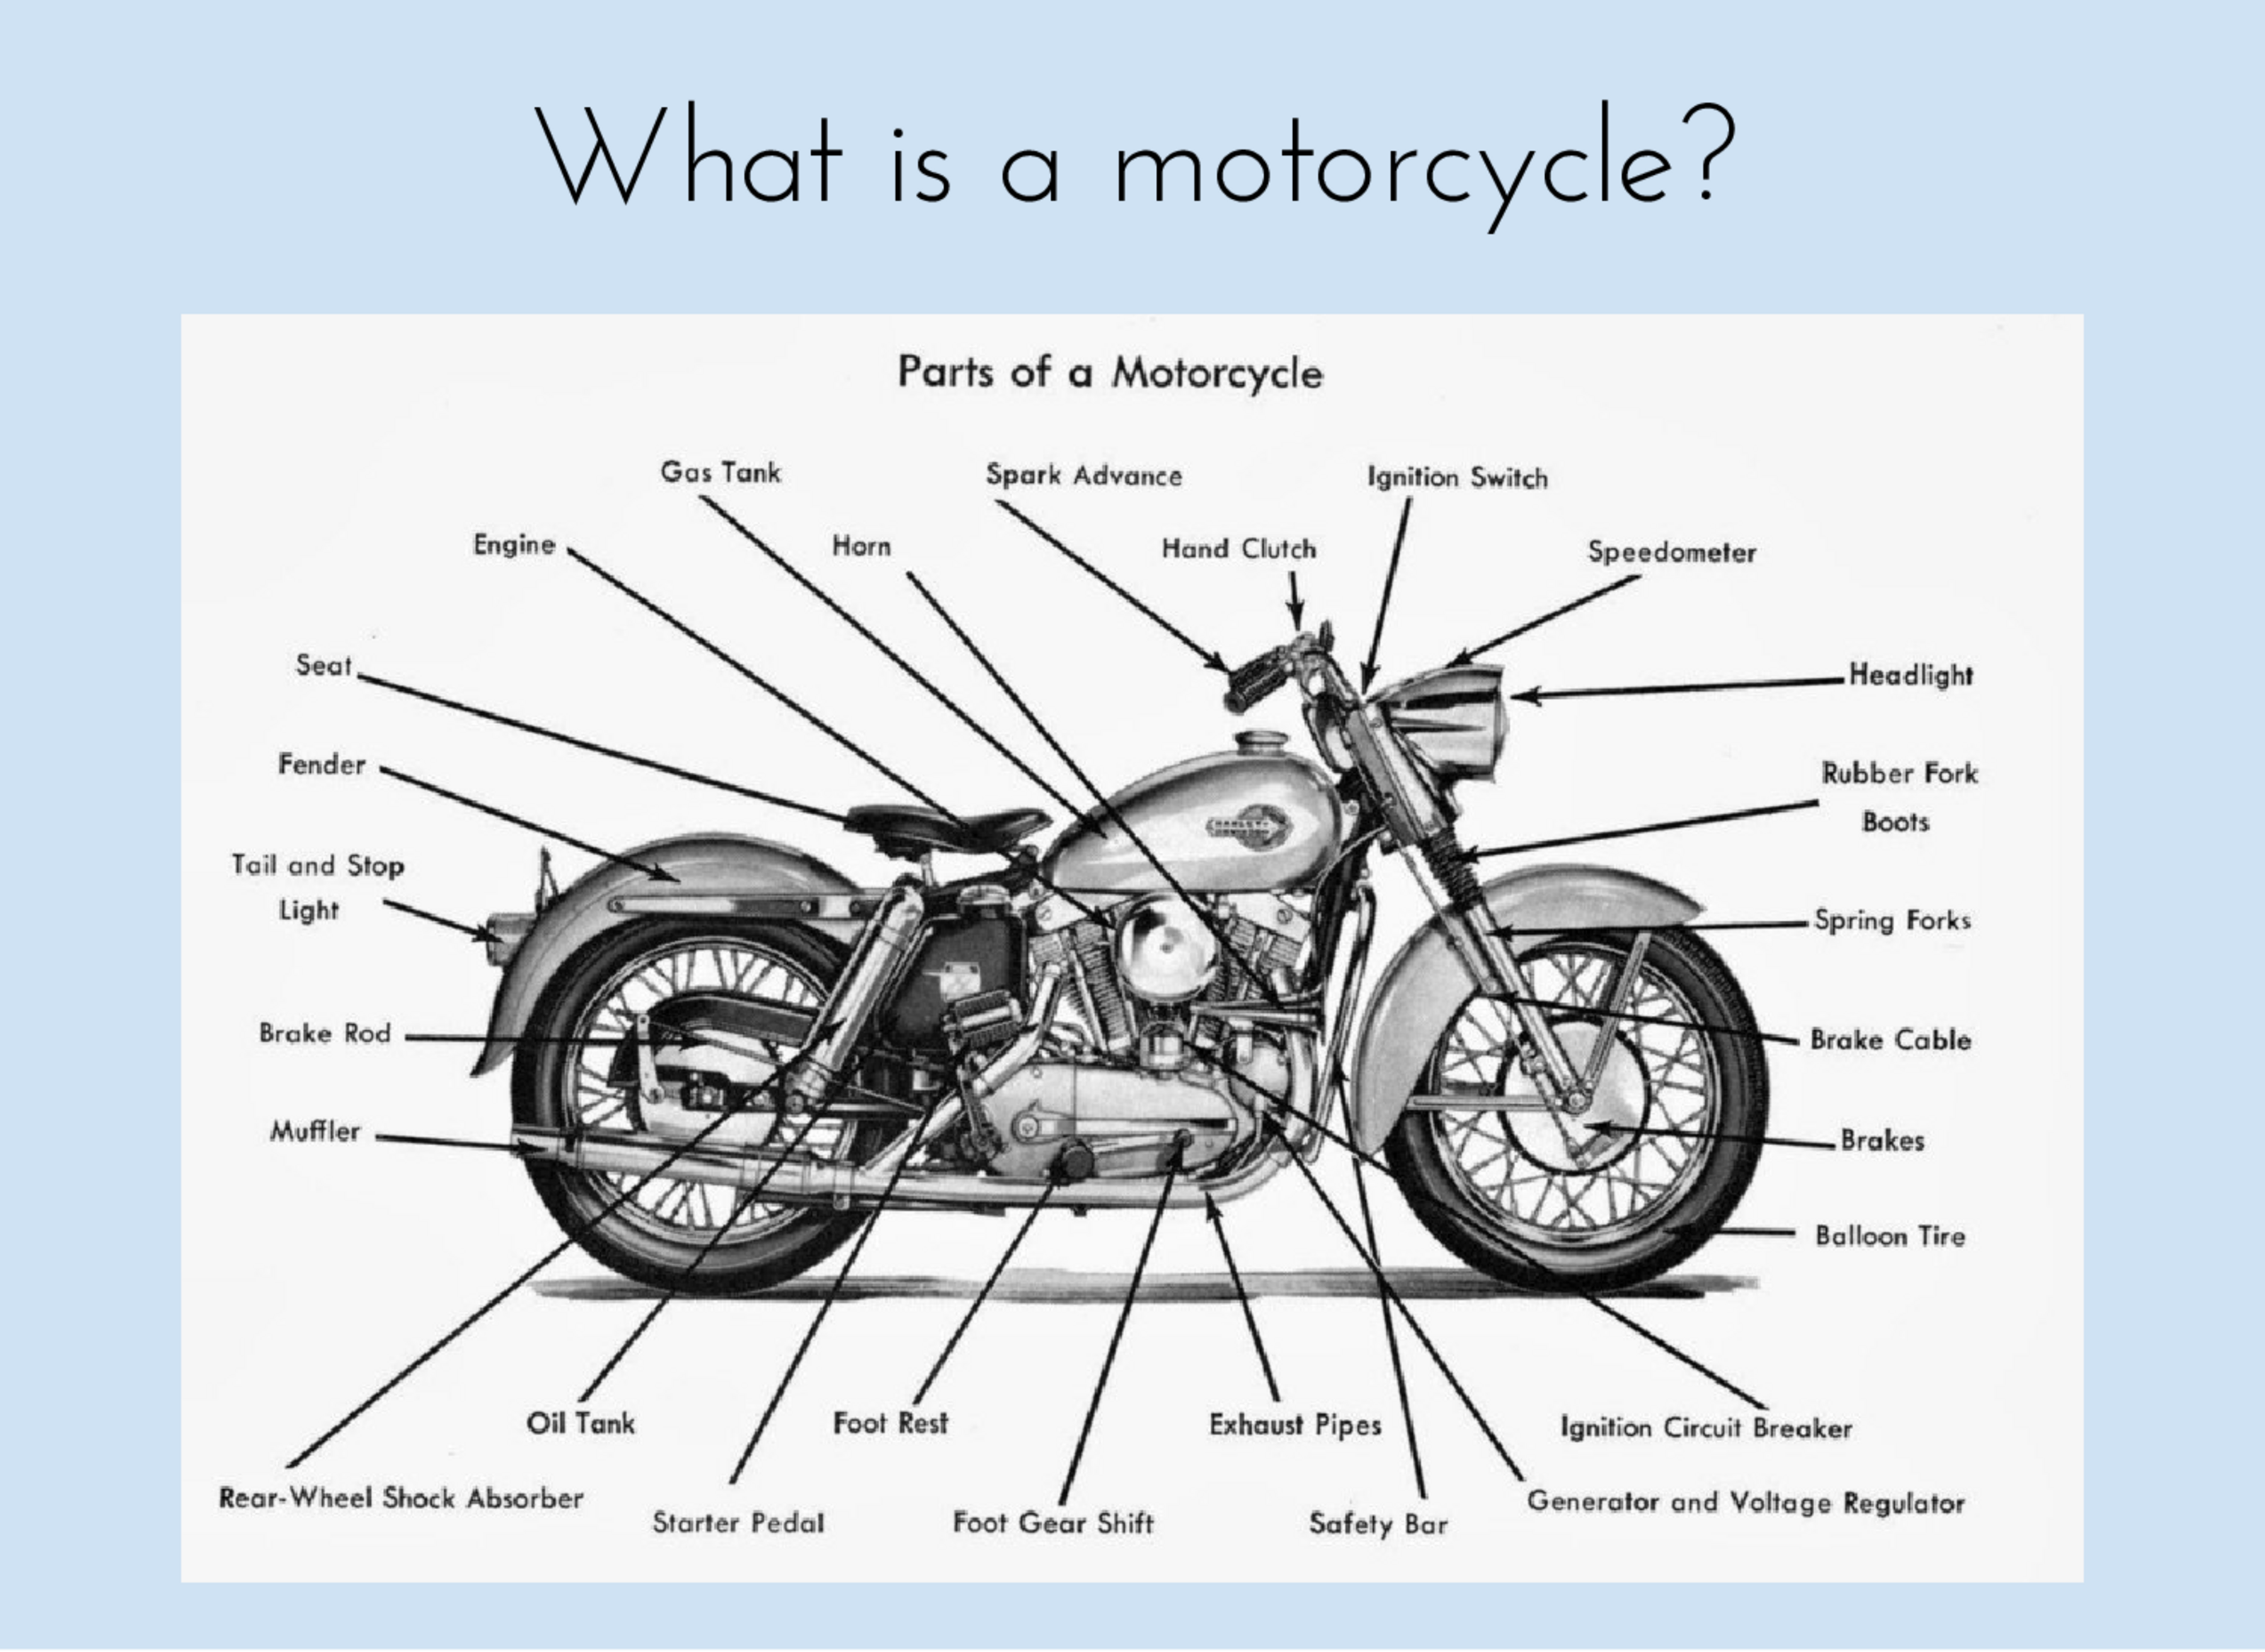 What is a motorcycle?
Parts of a Motorcycle
Gas Tank
Spark Advance
Ignition Switch
Engine
Horn
Hand Clutch
Speedometer
Seat
Headlight
Fender
Rubber Fork
Boots
Tail and Stop
Light
Spring Forks
Brake Rod
Brake Cable
Muffler
Brakes
Balloon Tire
Oil Tank
Foot Rest
Exhaust Pipes
Ignition Circuit Breaker
Rear-Wheel Shock Absorber
Starter Pedal
Foot Gear Shift
Safety Bar
Generator and Voltage Regulator